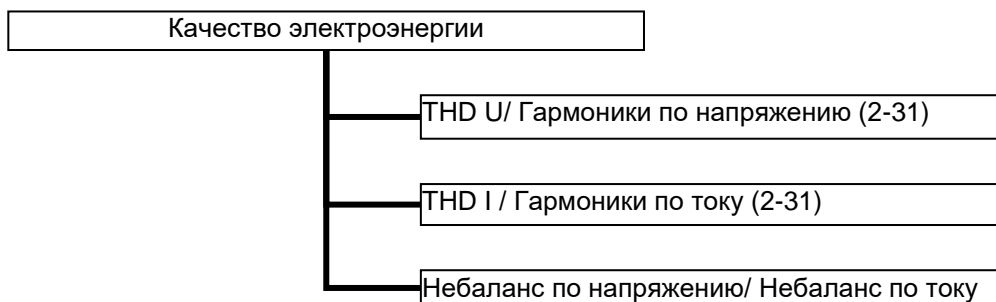 Качество электроэнергии
THD U/ Гармоники по напряжению (2-31)
THD I / Гармоники по току (2-31)
Небаланс по напряжению/ Небаланс по току